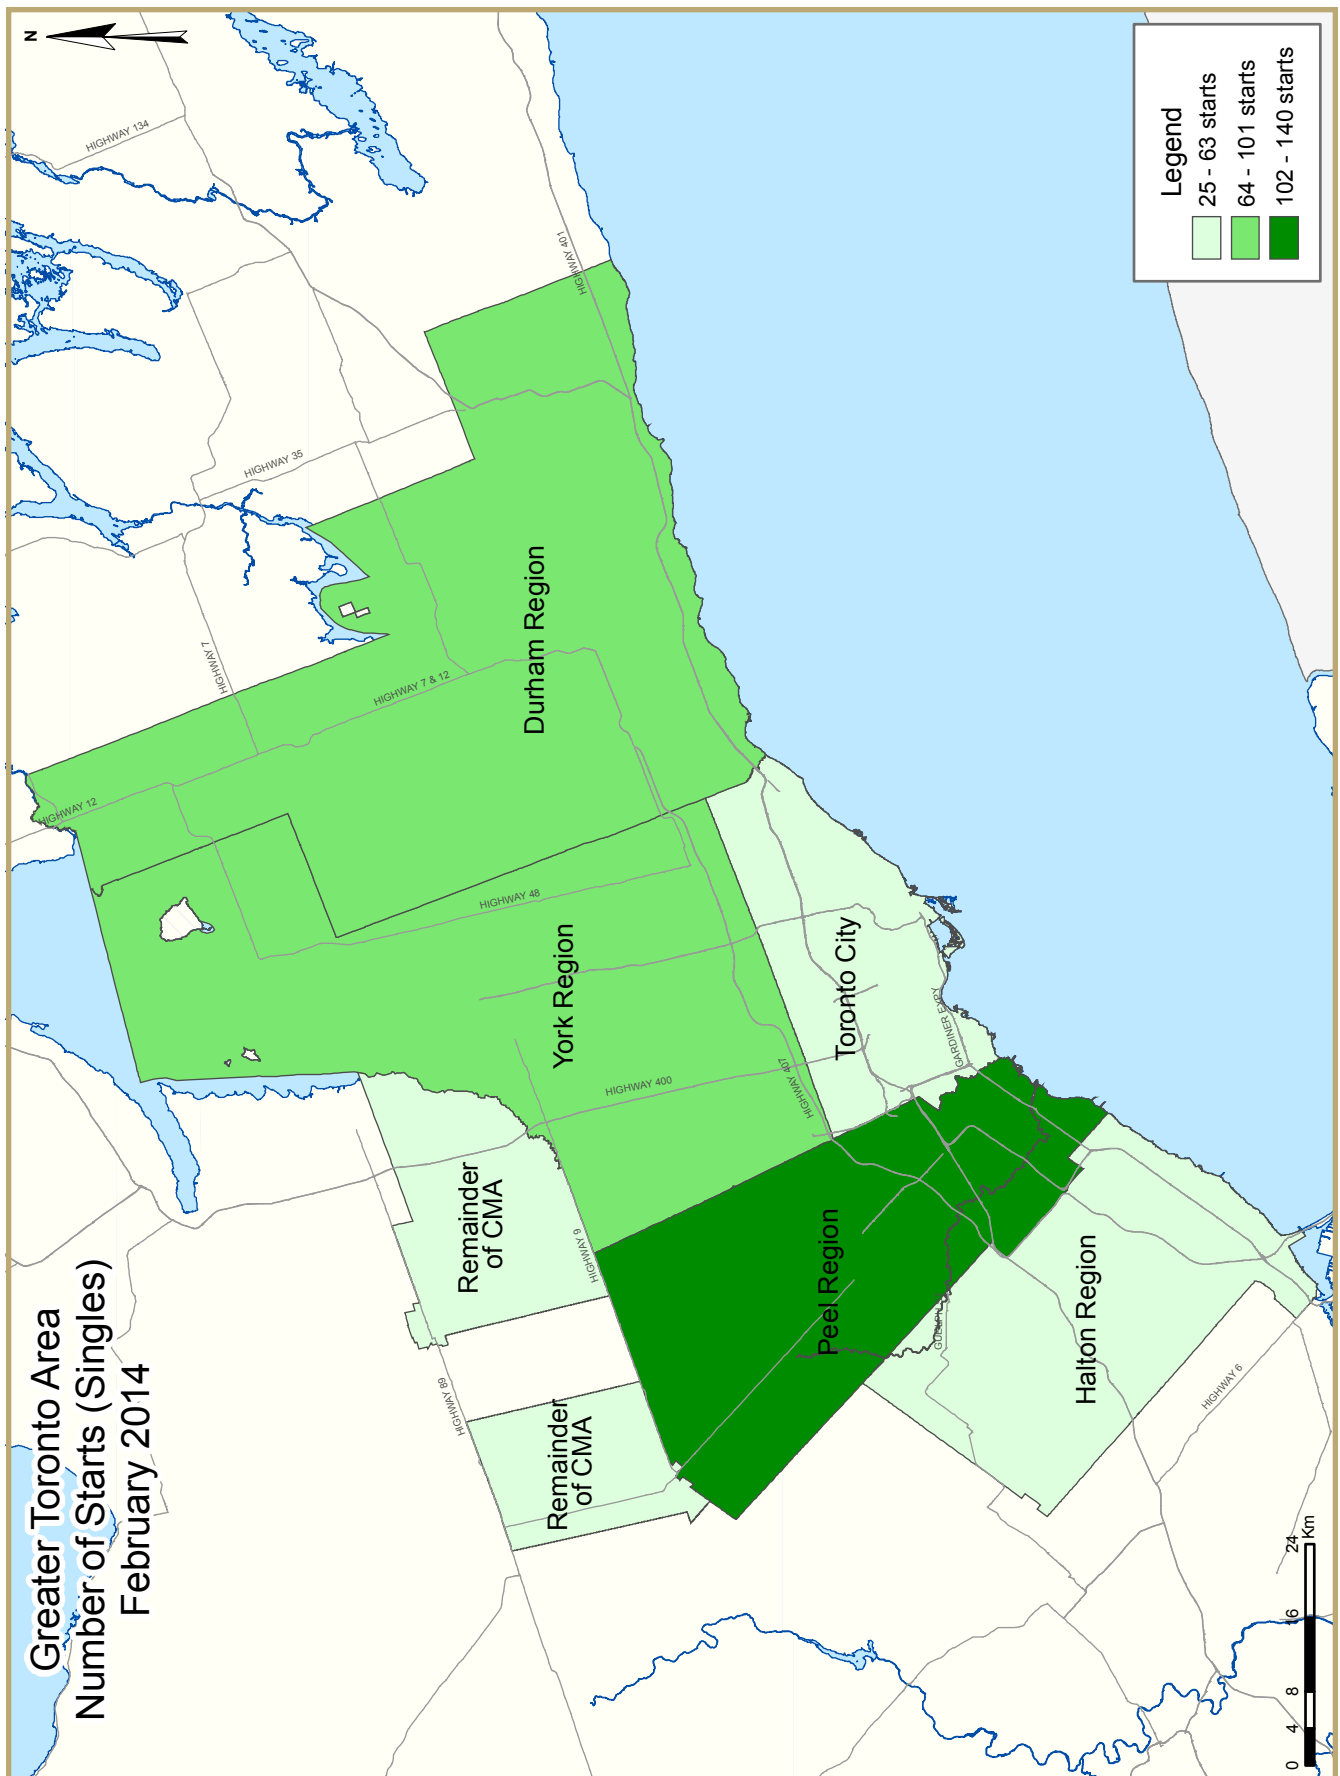 Greater Toronto Area
Number of Starts (Singles)
February 2014
N
HIGHWAY 134
HIGHWAY 401
HIGHWAY 35
HIGHWAY 7
HIGHWAY 7 & 12
HIGHWAY 12
Durham Region
HIGHWAY 48
York Region
HIGHWAY 400
HIGHWAY 407
Toronto City
GARDINER EXPY
Remainder
of CMA
HIGHWAY 9
HIGHWAY 89
Remainder
of CMA
Peel Region
Halton Region
HIGHWAY 6
Legend
25 - 63 starts
64 - 101 starts
102 - 140 starts
0 4 8 16 24
Km